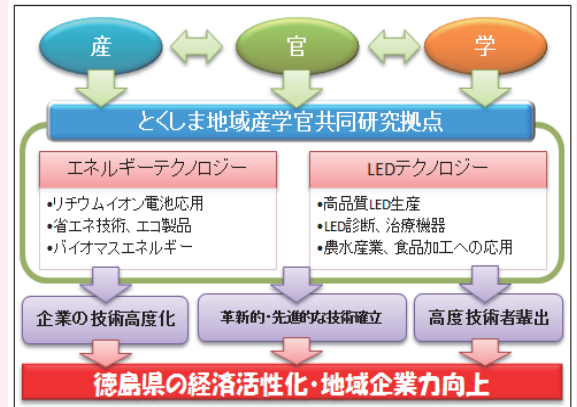 産
官
学
とくしま地域産学官共同研究拠点
エネルギーテクノロジー
•リチウムイオン電池応用
•省エネ技術、エコ製品
•バイオマスエネルギー
LEDテクノロジー
•高品質LED生産
•LED診断、治療機器
•農水産業、食品加工への応用
企業の技術高度化
革新的・先進的な技術確立
高度技術者輩出
徳島県の経済活性化・地域企業力向上